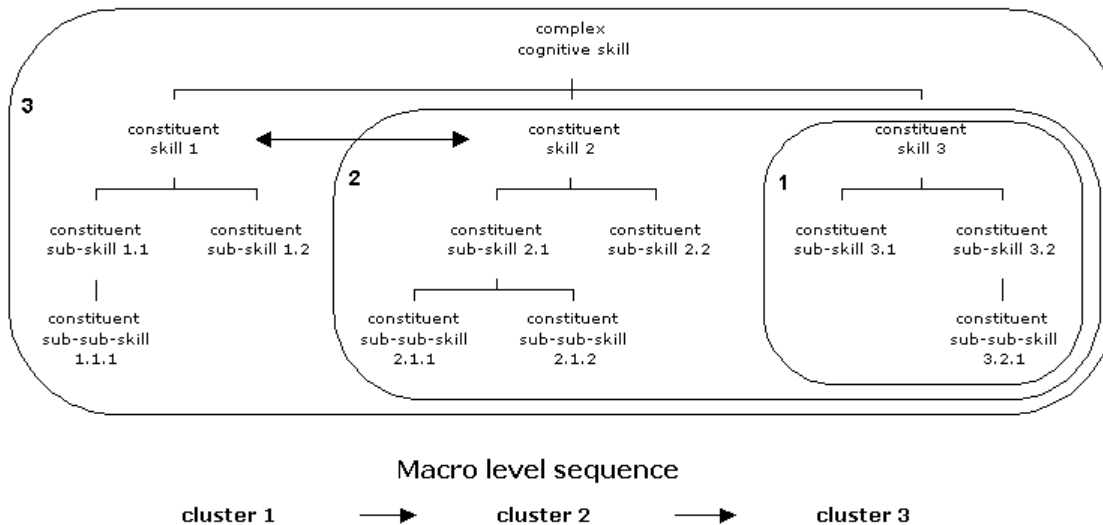 complex
cognitive skill
3
constituent
skill 1
constituent
skill 2
constituent
skill 3
2
1
constituent
sub-skill 1.1
constituent
sub-skill 1.2
constituent
sub-skill 2.1
constituent
sub-skill 2.2
constituent
sub-skill 3.1
constituent
sub-skill 3.2
constituent
sub-sub-skill
1.1.1
constituent
sub-sub-skill
2.1.1
constituent
sub-sub-skill
2.1.2
constituent
sub-sub-skill
3.2.1
Macro level sequence
cluster 1
cluster 2
cluster 3